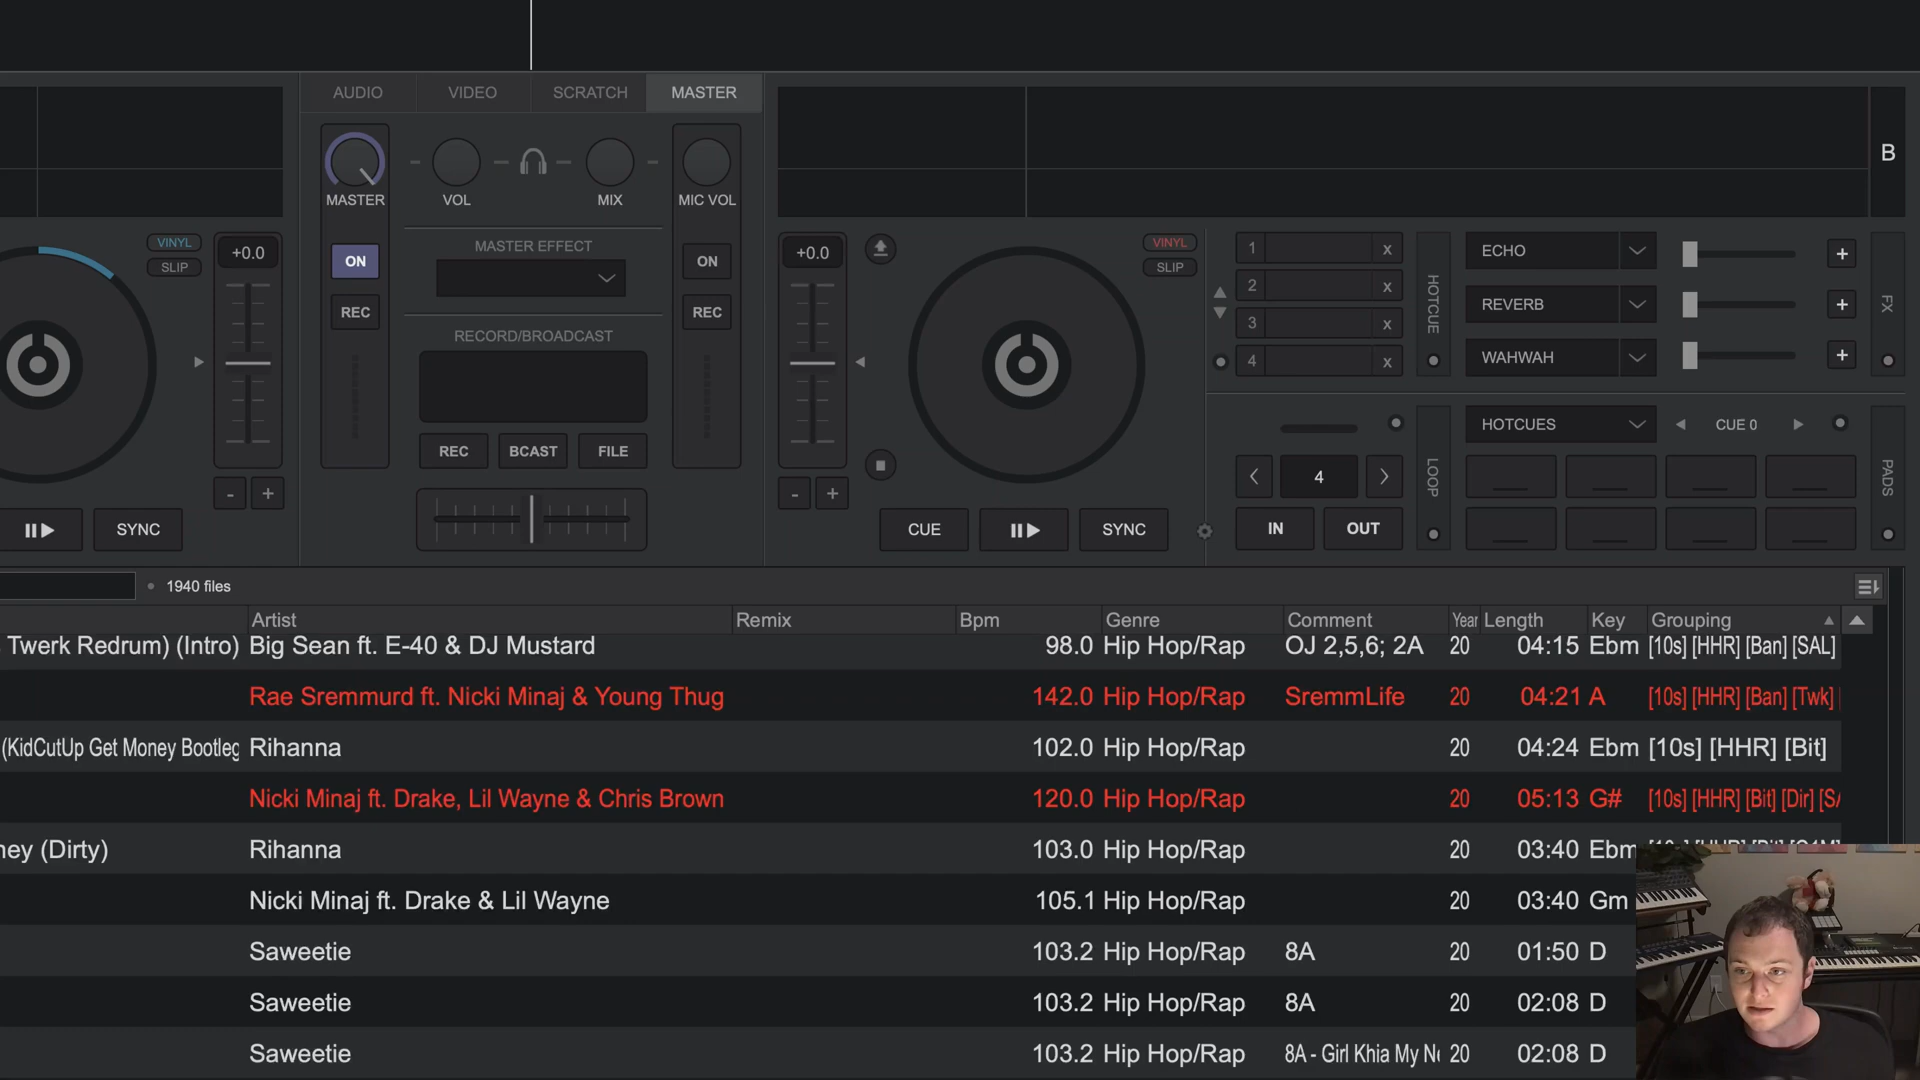 AUDIO VIDEO SCRATCH MASTER
MASTER VOL MIX MIC VOL
B
VINYL
SLIP
+0.0
ON
REC
MASTER EFFECT
RECORD/BROADCAST
REC BCAST FILE
ON
REC
- +
SYNC
+0.0
VINYL
SLIP
- +
CUE SYNC
1 x
2 x
3 x
4 x
HOTCUE
ECHO +
REVERB +
WAHWAH +
FX
4
IN OUT
LOOP
HOTCUES CUE 0
PADS
1940 files
Artist Remix Bpm Genre Comment Year Length Key Grouping
Twerk Redrum) (Intro) Big Sean ft. E-40 & DJ Mustard 98.0 Hip Hop/Rap OJ 2,5,6; 2A 20 04:15 Ebm [10s] [HHR] [Ban] [SAL]
Rae Sremmurd ft. Nicki Minaj & Young Thug 142.0 Hip Hop/Rap SremmLife 20 04:21 A [10s] [HHR] [Ban] [Twk]
(KidCutUp Get Money Bootleg Rihanna 102.0 Hip Hop/Rap 20 04:24 Ebm [10s] [HHR] [Bit]
Nicki Minaj ft. Drake, Lil Wayne & Chris Brown 120.0 Hip Hop/Rap 20 05:13 G# [10s] [HHR] [Bit] [Dir]
ney (Dirty) Rihanna 103.0 Hip Hop/Rap 20 03:40 Ebm
Nicki Minaj ft. Drake & Lil Wayne 105.1 Hip Hop/Rap 20 03:40 Gm
Saweetie 103.2 Hip Hop/Rap 8A 20 01:50 D
Saweetie 103.2 Hip Hop/Rap 8A 20 02:08 D
Saweetie 103.2 Hip Hop/Rap 8A - Girl Khia My 20 02:08 D